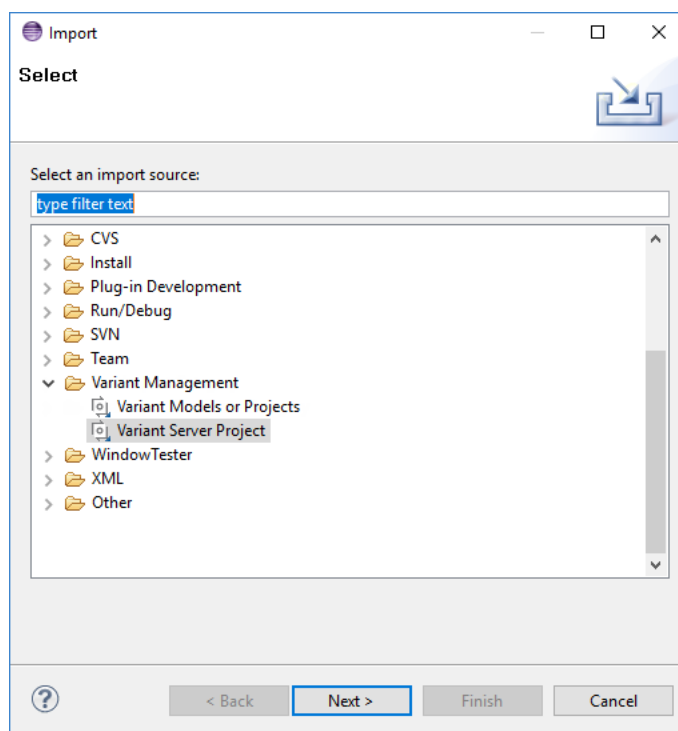 Import
Select
Select an import source:
type filter text
CVS
Install
Plug-in Development
Run/Debug
SVN
Team
Variant Management
Variant Models or Projects
Variant Server Project
WindowTester
XML
Other
? < Back Next > Finish Cancel